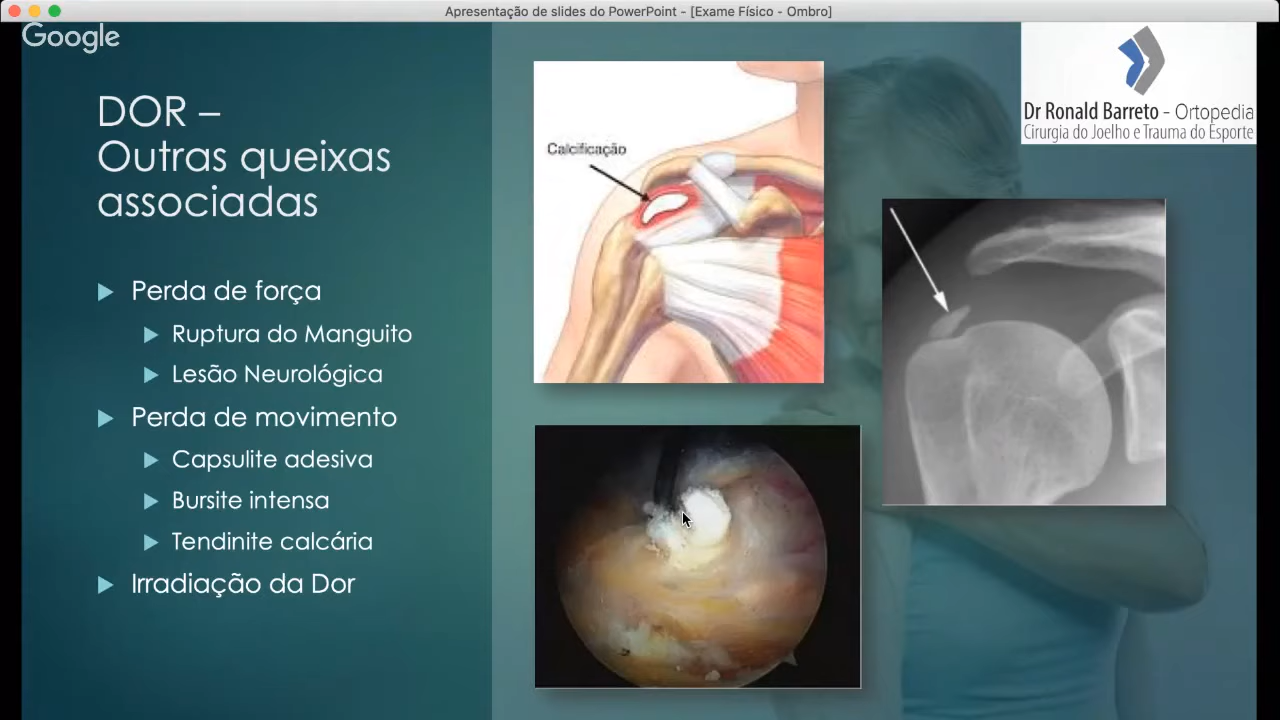 Apresentação de slides do PowerPoint - [Exame Físico - Ombro]
Google
Dr Ronald Barreto - Ortopedia
Cirurgia do Joelho e Trauma do Esporte
DOR –
Outras queixas
associadas
Perda de força
Ruptura do Manguito
Lesão Neurológica
Perda de movimento
Capsulite adesiva
Bursite intensa
Tendinite calcária
Irradiação da Dor
Calcificação